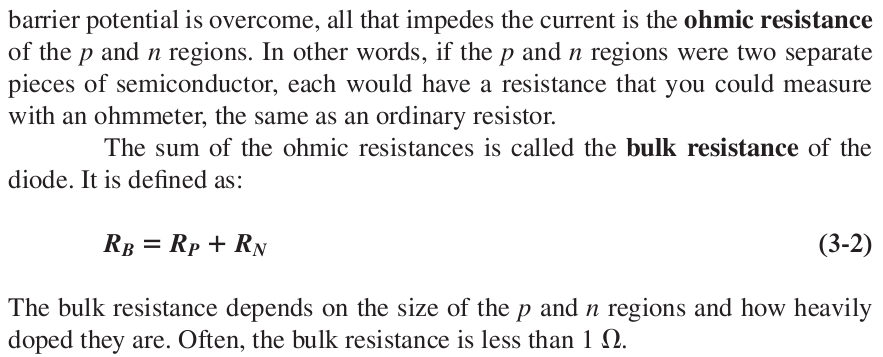 barrier potential is overcome, all that impedes the current is the ohmic resistance
of the p and n regions. In other words, if the p and n regions were two separate
pieces of semiconductor, each would have a resistance that you could measure
with an ohmmeter, the same as an ordinary resistor.
The sum of the ohmic resistances is called the bulk resistance of the
diode. It is defined as:
R_B = R_P + R_N (3-2)
The bulk resistance depends on the size of the p and n regions and how heavily
doped they are. Often, the bulk resistance is less than 1 Ω.